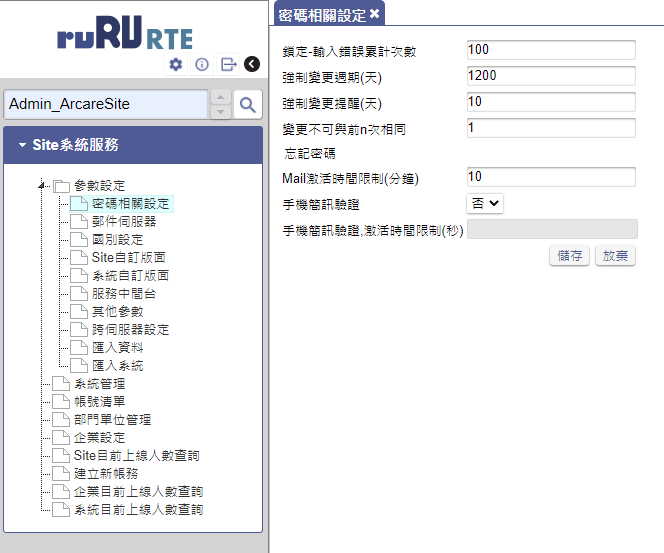 ruRU RTE
Admin_ArcareSite
Site系統服務
參數設定
密碼相關設定
郵件伺服器
國別設定
Site自訂版面
系統自訂版面
服務中間台
其他參數
跨伺服器設定
匯入資料
匯入系統
系統管理
帳號清單
部門單位管理
企業設定
Site目前上線人數查詢
建立新帳務
企業目前上線人數查詢
系統目前上線人數查詢
密碼相關設定
鎖定-輸入錯誤累計次數 100
強制變更週期(天) 1200
強制變更提醒(天) 10
變更不可與前n次相同 1
忘記密碼
Mail激活時間限制(分鐘) 10
手機簡訊驗證 否
手機簡訊驗證,激活時間限制(秒)
儲存 放棄